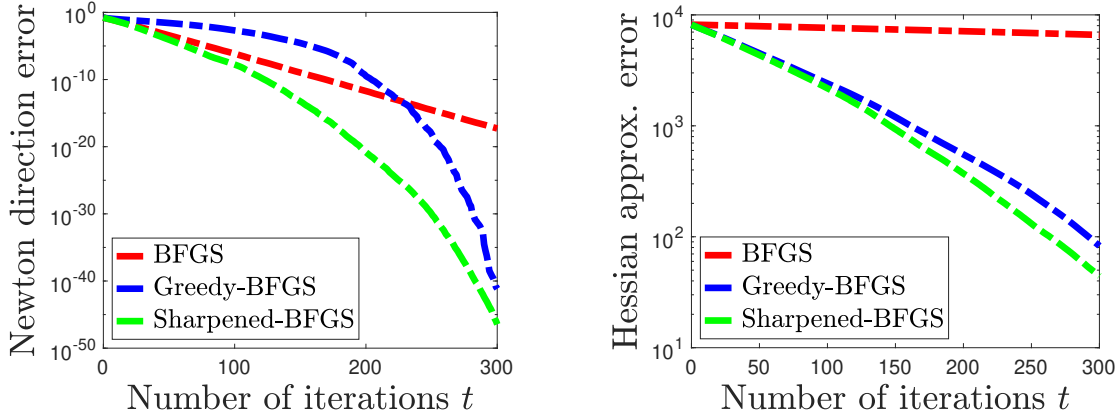 Newton direction error
10^0
10^-10
10^-20
10^-30
10^-40
10^-50
BFGS
Greedy-BFGS
Sharpened-BFGS
0 100 200 300
Number of iterations t
Hessian approx. error
10^4
10^3
10^2
10^1
BFGS
Greedy-BFGS
Sharpened-BFGS
0 50 100 150 200 250 300
Number of iterations t